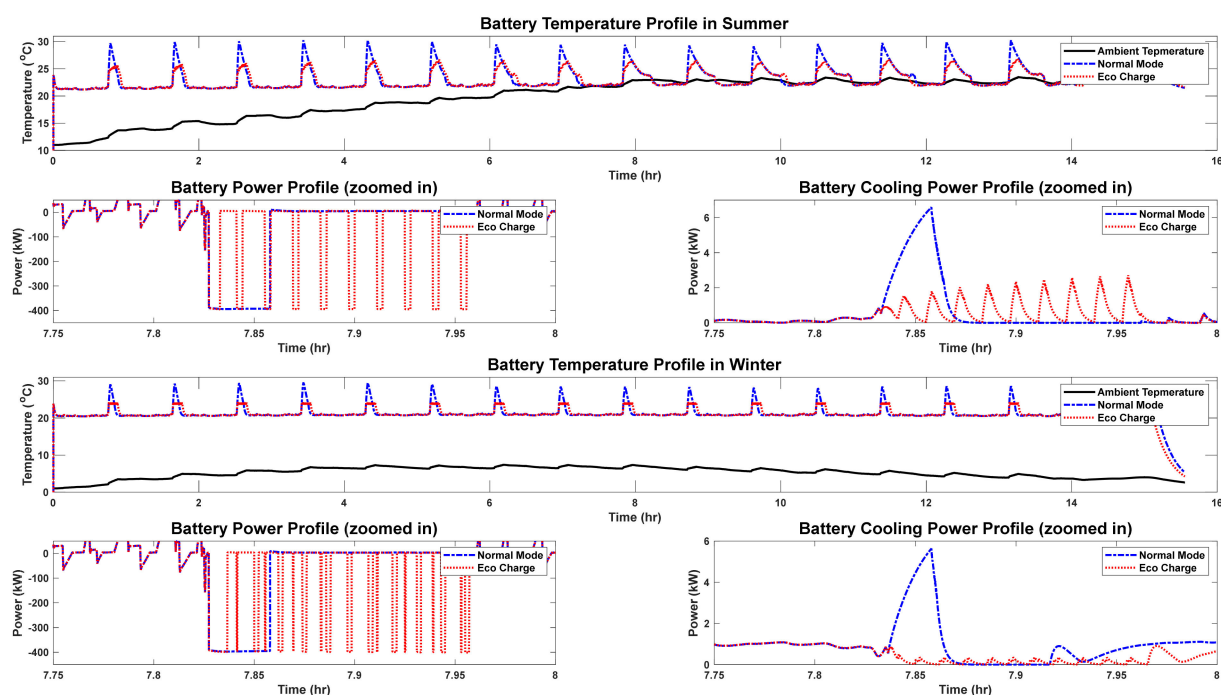 Battery Temperature Profile in Summer
Temperature (°C)
30
25
20
15
10
Ambient Tepmerature
Normal Mode
Eco Charge
0 2 4 6 8 10 12 14 16
Time (hr)
Battery Power Profile (zoomed in)
Power (kW)
0
-100
-200
-300
-400
Normal Mode
Eco Charge
7.75 7.8 7.85 7.9 7.95 8
Time (hr)
Battery Cooling Power Profile (zoomed in)
Power (kW)
6
4
2
0
Normal Mode
Eco Charge
7.75 7.8 7.85 7.9 7.95 8
Time (hr)
Battery Temperature Profile in Winter
Temperature (°C)
30
20
10
0
Ambient Tepmerature
Normal Mode
Eco Charge
0 2 4 6 8 10 12 14 16
Time (hr)
Battery Power Profile (zoomed in)
Power (kW)
0
-100
-200
-300
-400
Normal Mode
Eco Charge
7.75 7.8 7.85 7.9 7.95 8
Time (hr)
Battery Cooling Power Profile (zoomed in)
Power (kW)
6
4
2
0
Normal Mode
Eco Charge
7.75 7.8 7.85 7.9 7.95 8
Time (hr)